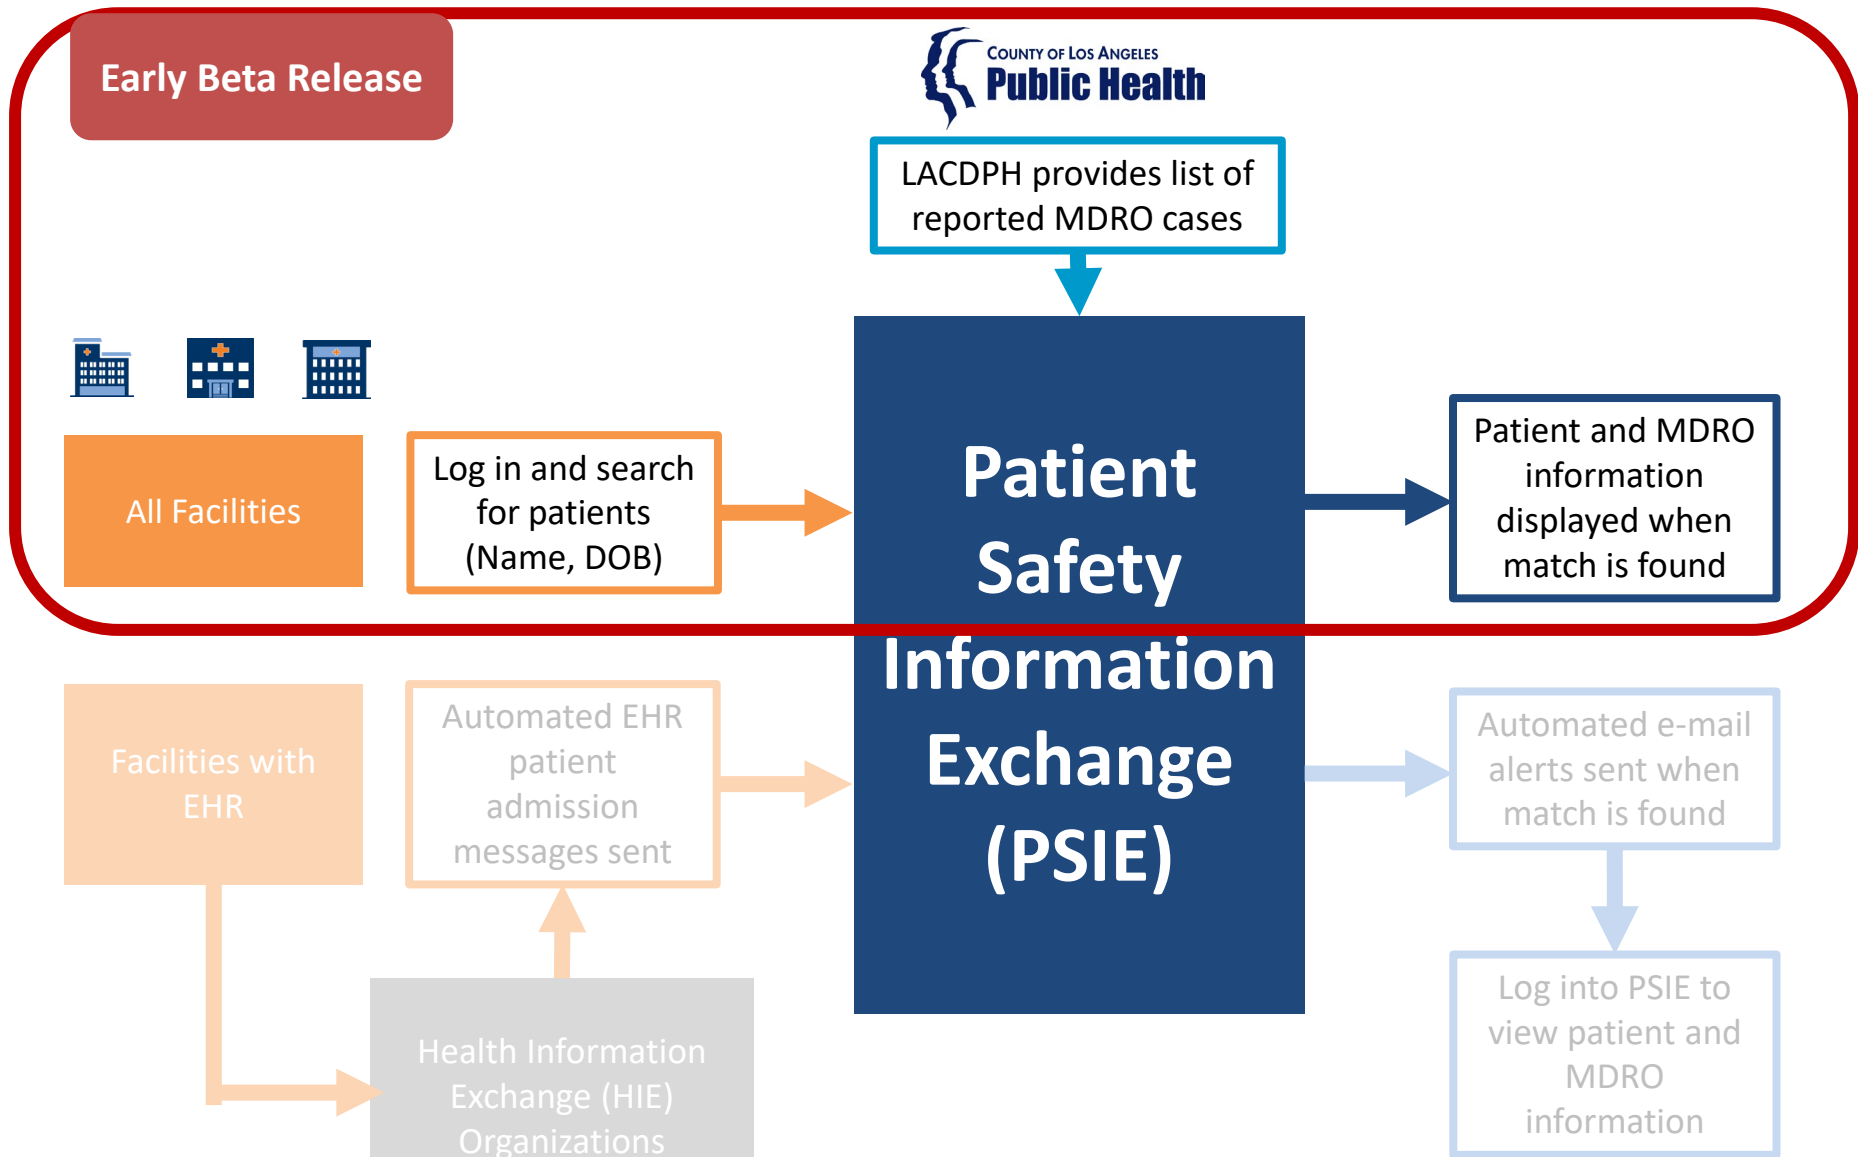 Early Beta Release
COUNTY OF LOS ANGELES
Public Health
LACDPH provides list of
reported MDRO cases
All Facilities
Log in and search
for patients
(Name, DOB)
Patient
Safety
Information
Exchange
(PSIE)
Patient and MDRO
information
displayed when
match is found
Facilities with
EHR
Automated EHR
patient
admission
messages sent
Health Information
Exchange (HIE)
Organizations
Automated e-mail
alerts sent when
match is found
Log into PSIE to
view patient and
MDRO
information